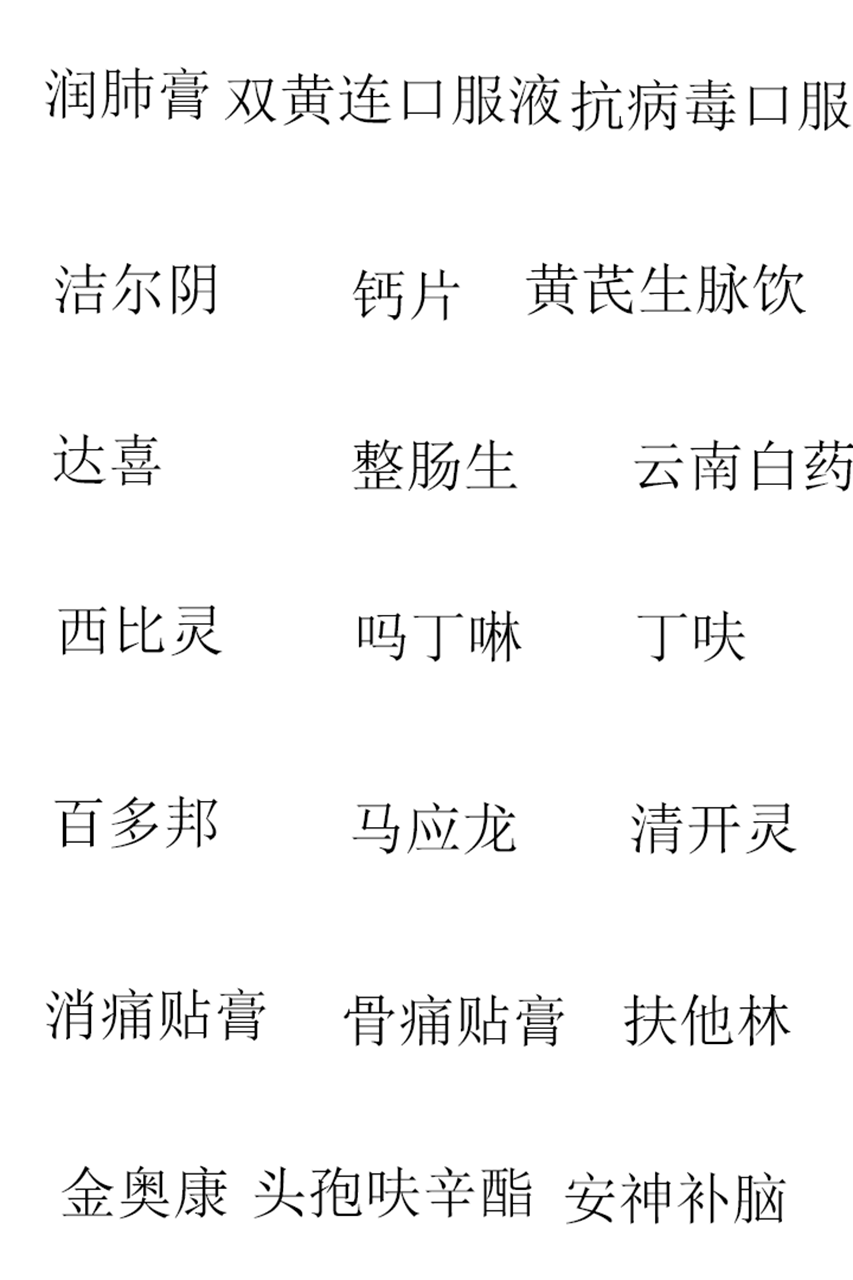 润肺膏 双黄连口服液 抗病毒口服
洁尔阴 钙片 黄芪生脉饮
达喜 整肠生 云南白药
西比灵 吗丁啉 丁呋
百多邦 马应龙 清开灵
消痛贴膏 骨痛贴膏 扶他林
金奥康 头孢呋辛酯 安神补脑